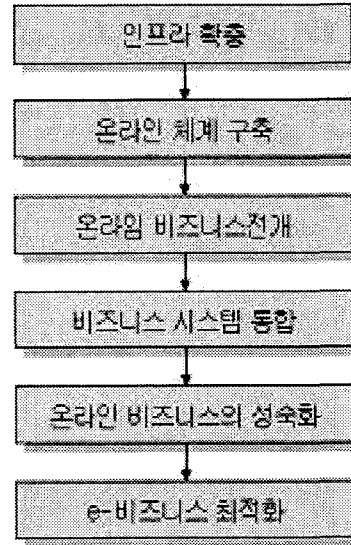 인프라 확충
온라인 체계 구축
온라임 비즈니스전개
비즈니스 시스템 통합
온라인 비즈니스의 성숙화
e-비즈니스 최적화